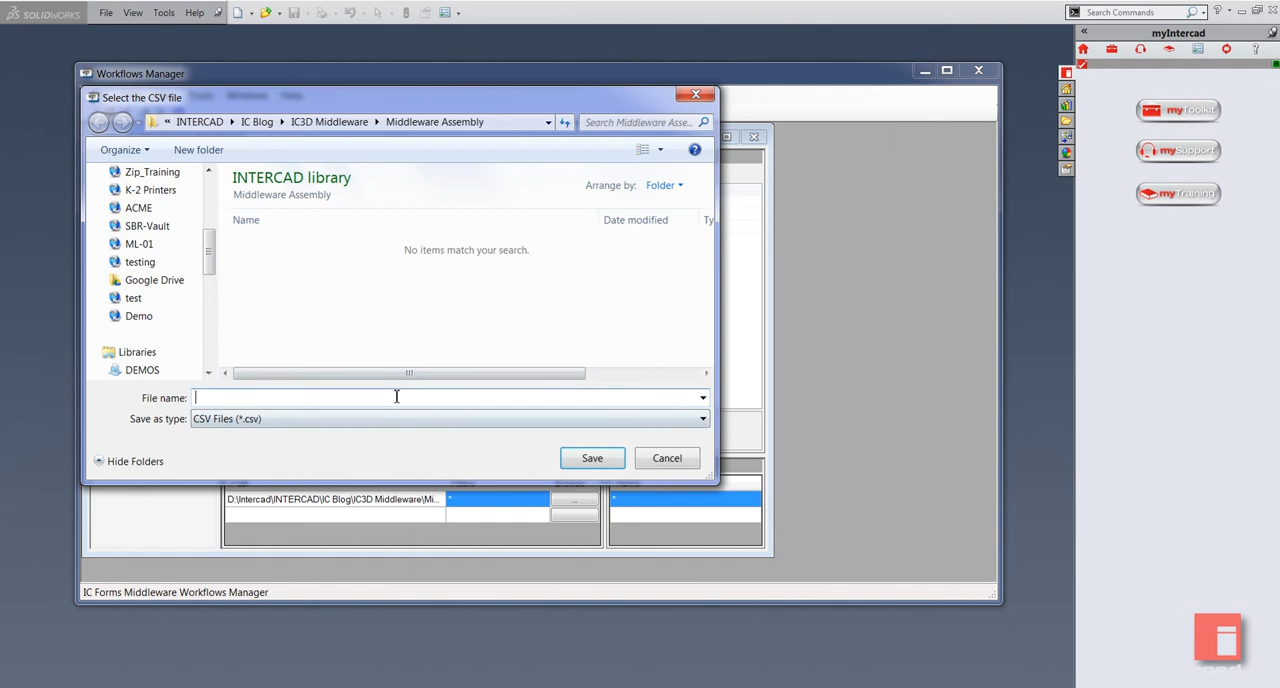 SOLIDWORKS File View Tools Help Search Commands
myIntercad
Workflows Manager
Select the CSV file
« INTERCAD IC Blog IC3D Middleware Middleware Assembly Search Middleware Asse...
Organize New folder
Zip_Training
K-2 Printers
ACME
SBR-Vault
ML-01
testing
Google Drive
test
Demo
Libraries
DEMOS
INTERCAD library
Middleware Assembly
Arrange by: Folder
Name Date modified Ty
No items match your search.
File name:
Save as type: CSV Files (*.csv)
Hide Folders Save Cancel
D:\Intercad\INTERCAD\IC Blog\IC3D Middleware\Mi... * ... *
IC Forms Middleware Workflows Manager
myToolkit
mySupport
myTraining